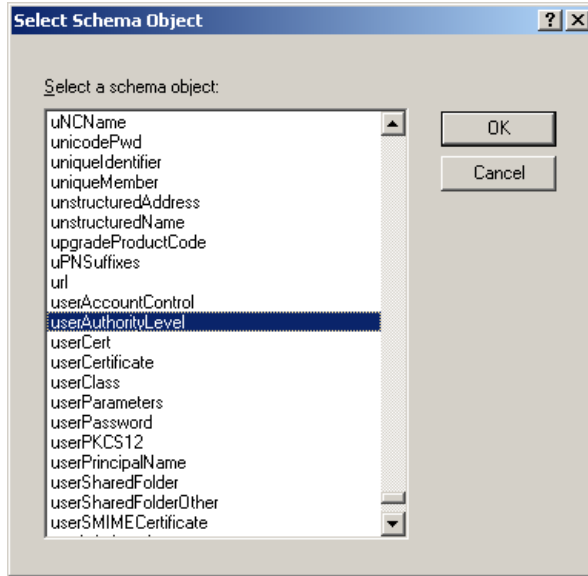 Select Schema Object
Select a schema object:
uNCName
unicodePwd
uniqueIdentifier
uniqueMember
unstructuredAddress
unstructuredName
upgradeProductCode
uPNSuffixes
url
userAccountControl
userAuthorityLevel
userCert
userCertificate
userClass
userParameters
userPassword
userPKCS12
userPrincipalName
userSharedFolder
userSharedFolderOther
userSMIMECertificate
OK
Cancel